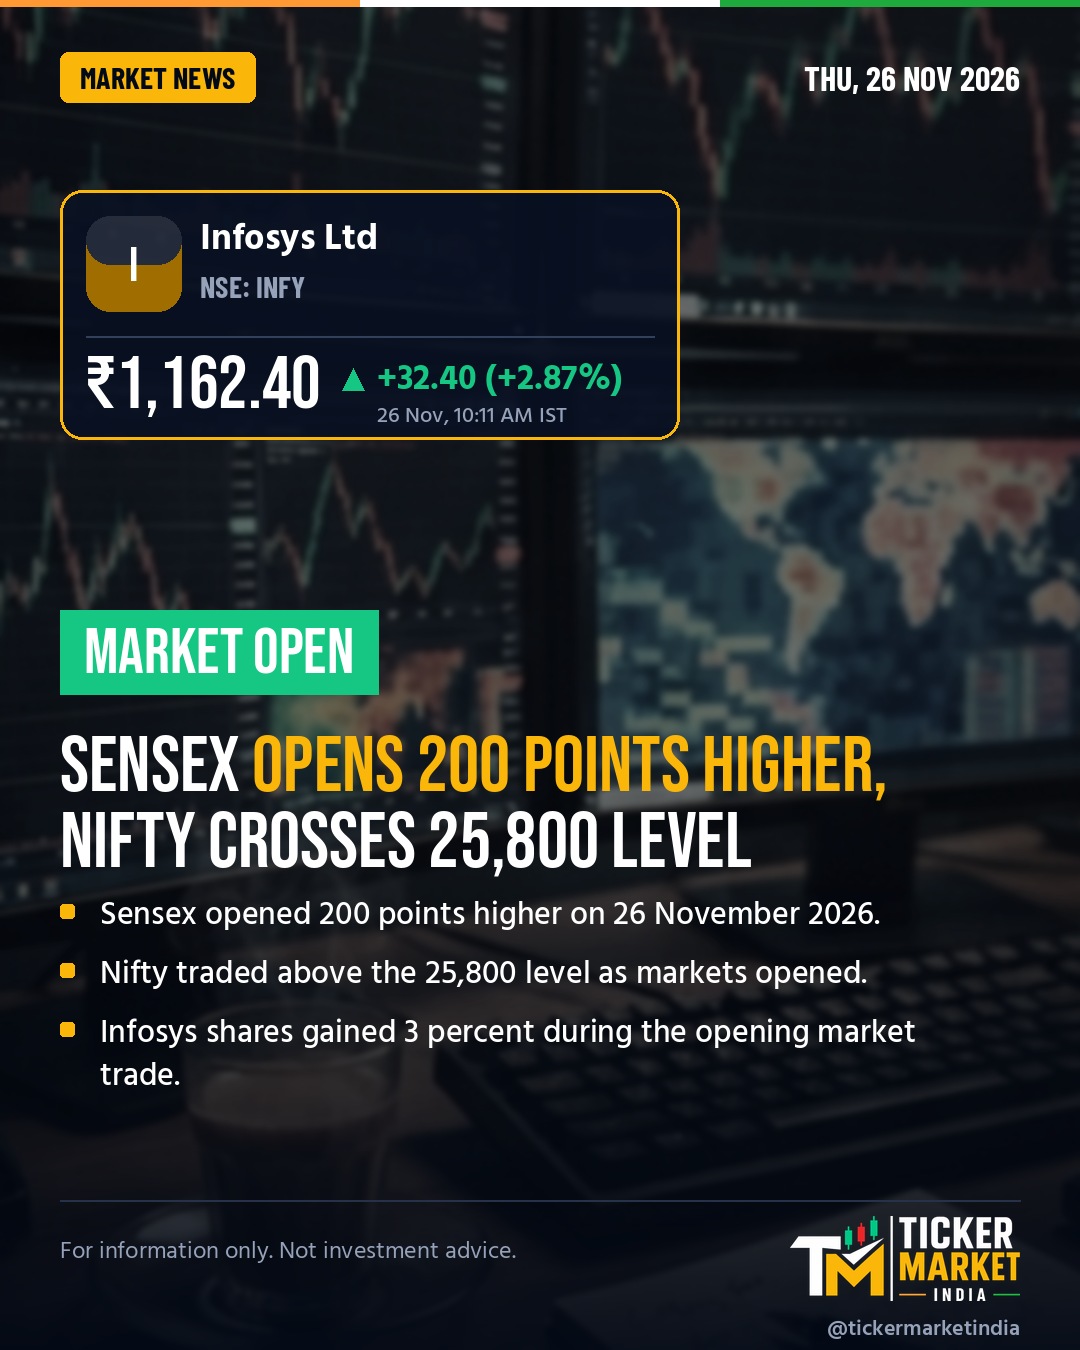 MARKET NEWS
THU, 26 NOV 2026
I
Infosys Ltd
NSE: INFY
₹1,162.40
▲ +32.40 (+2.87%)
26 Nov, 10:11 AM IST
MARKET OPEN
SENSEX OPENS 200 POINTS HIGHER,
NIFTY CROSSES 25,800 LEVEL
Sensex opened 200 points higher on 26 November 2026.
Nifty traded above the 25,800 level as markets opened.
Infosys shares gained 3 percent during the opening market
trade.
For information only. Not investment advice.
TM
TICKER
MARKET
INDIA
@tickermarketindia